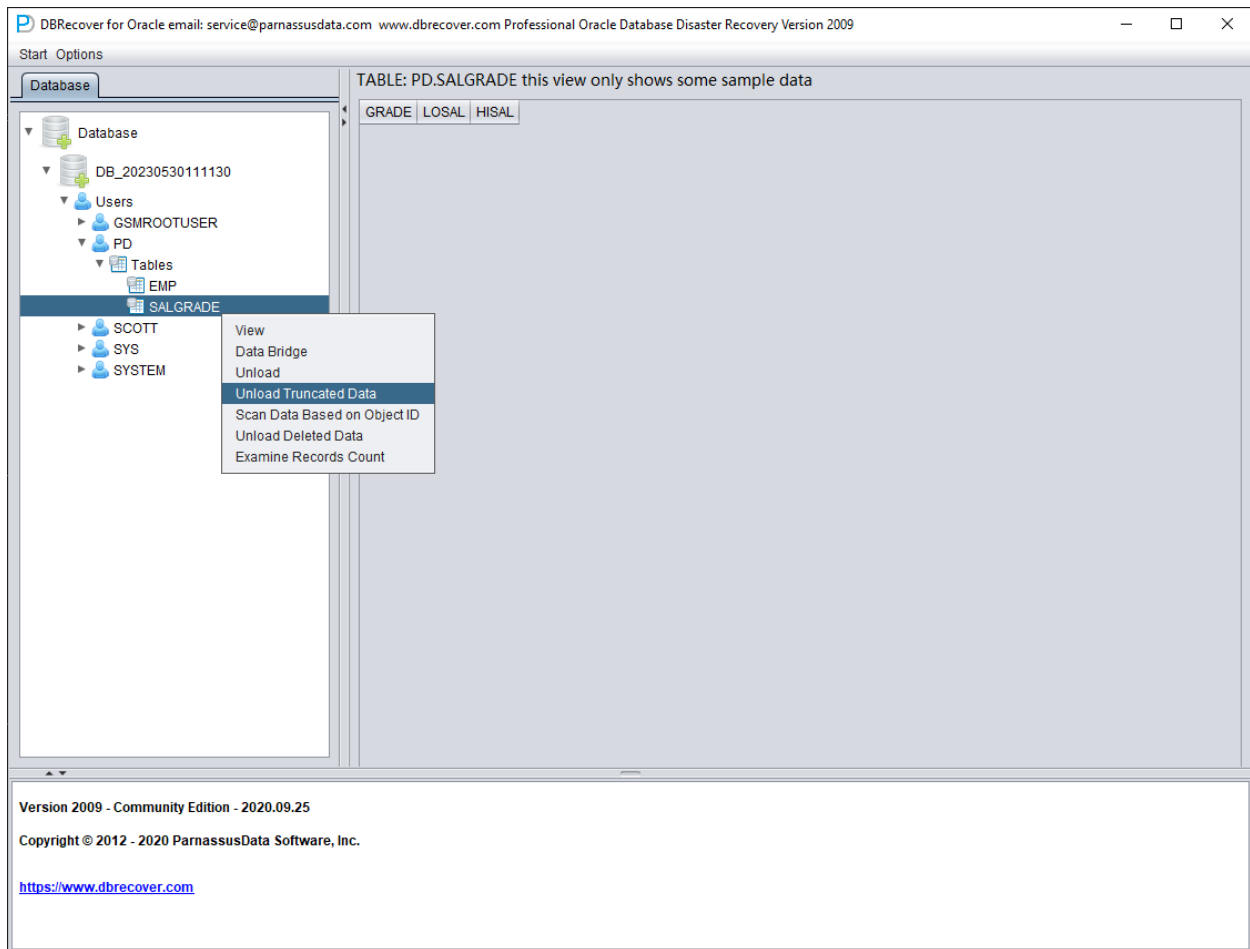 DBRecover for Oracle email: service@parnassusdata.com www.dbrecover.com Professional Oracle Database Disaster Recovery Version 2009
Start Options
Database
TABLE: PD.SALGRADE this view only shows some sample data
GRADE LOSAL HISAL
Database
DB_20230530111130
Users
GSMROOTUSER
PD
Tables
EMP
SALGRADE
SCOTT
SYS
SYSTEM
View
Data Bridge
Unload
Unload Truncated Data
Scan Data Based on Object ID
Unload Deleted Data
Examine Records Count
Version 2009 - Community Edition - 2020.09.25
Copyright © 2012 - 2020 ParnassusData Software, Inc.
https://www.dbrecover.com